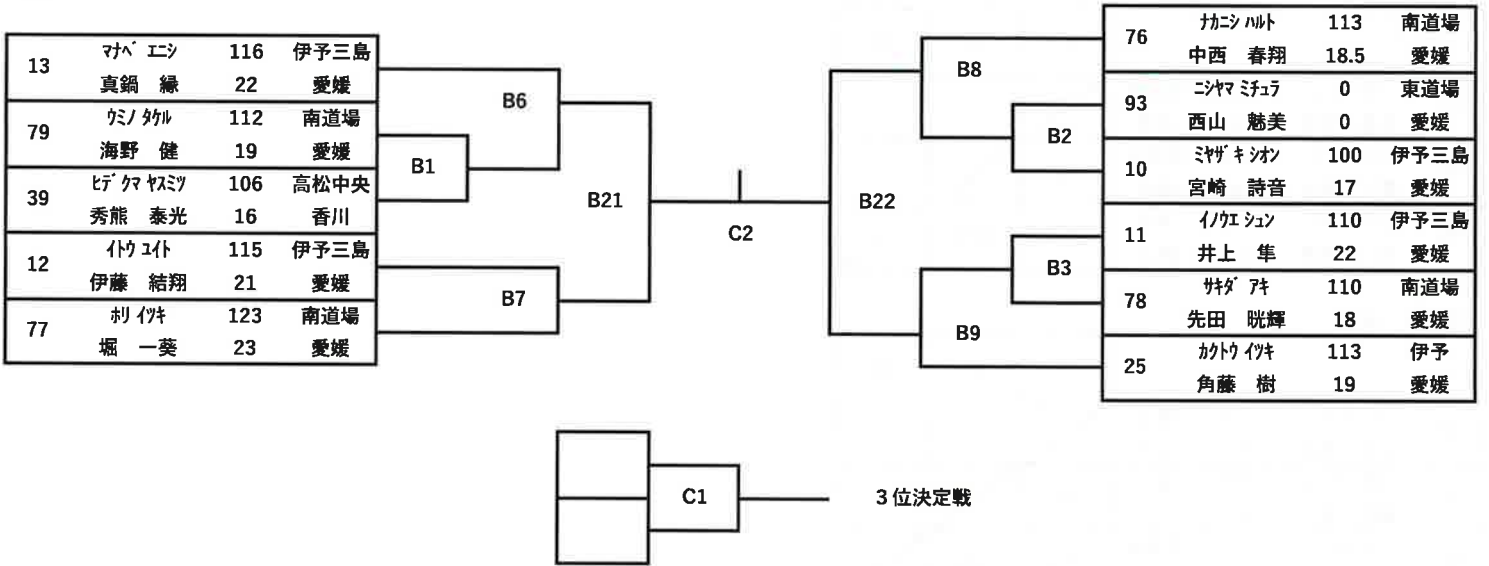 13 マナベ エニシ 116 伊予三島
真鍋 縁 22 愛媛
79 ウミノ タケル 112 南道場
海野 健 19 愛媛
39 ヒデクマ ヤスミツ 106 高松中央
秀熊 泰光 16 香川
12 イトウ ユイト 115 伊予三島
伊藤 結翔 21 愛媛
77 ホリ イツキ 123 南道場
堀 一葵 23 愛媛
B6
B1
B21
B7
C2
B22
B8
B2
B3
B9
76 ナカニシ ハルト 113 南道場
中西 春翔 18.5 愛媛
93 ニシヤマ ミチュラ 0 東道場
西山 魅美 0 愛媛
10 ミヤザキ シオン 100 伊予三島
宮崎 詩音 17 愛媛
11 イノウエ シュン 110 伊予三島
井上 隼 22 愛媛
78 サキダ アキ 110 南道場
先田 晄輝 18 愛媛
25 カクトウ イツキ 113 伊予
角藤 樹 19 愛媛
C1
3位決定戦